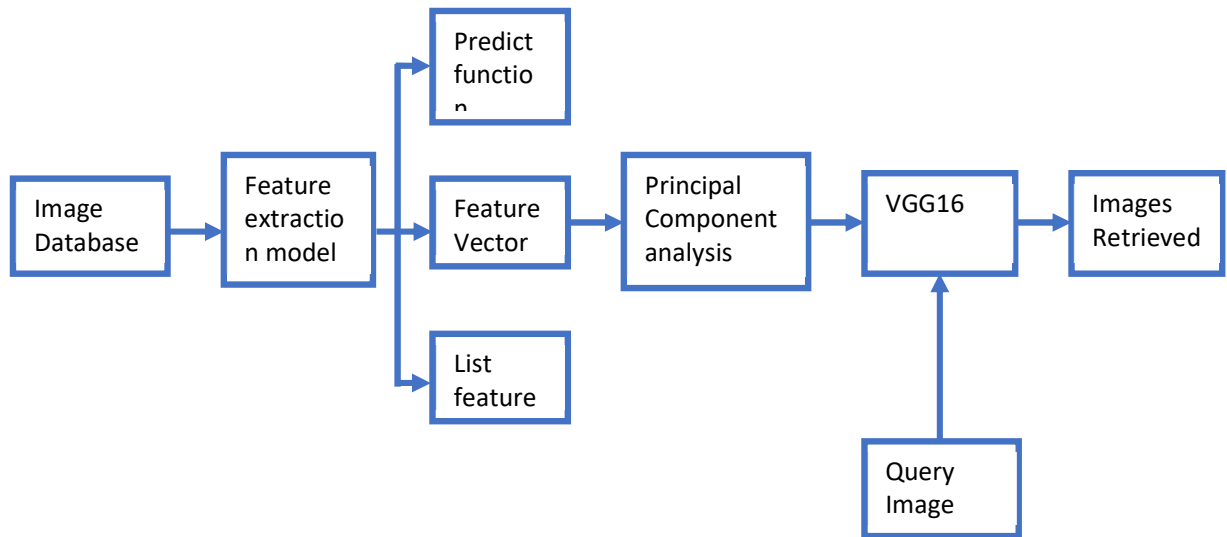 Predict
functio
n
Image
Database
Feature
extractio
n model
Feature
Vector
Principal
Component
analysis
VGG16
Images
Retrieved
List
feature
Query
Image